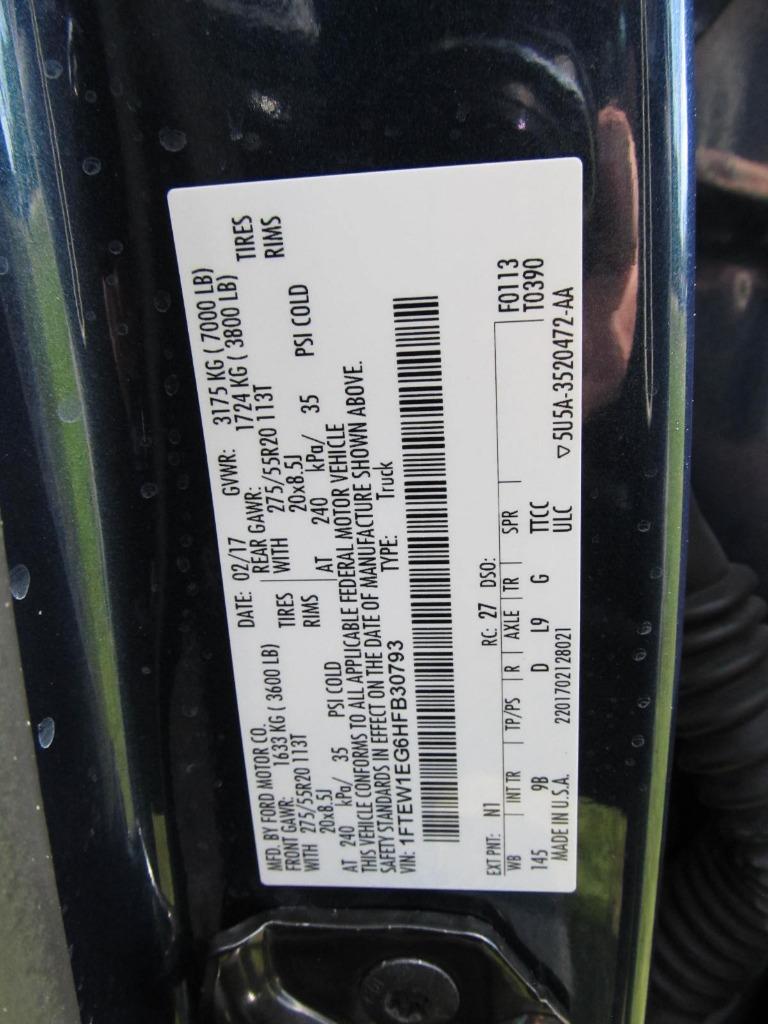 MFD. BY FORD MOTOR CO. DATE: 02/17 GVWR: 3175 KG ( 7000 LB)
FRONT GAWR: 1633 KG ( 3600 LB) REAR GAWR: 1724 KG ( 3800 LB)
WITH 275/55R20 113T TIRES WITH 275/55R20 113T TIRES
20x8.5J RIMS 20x8.5J RIMS
AT 240 kPa/ 35 PSI COLD AT 240 kPa/ 35 PSI COLD
THIS VEHICLE CONFORMS TO ALL APPLICABLE FEDERAL MOTOR VEHICLE
SAFETY STANDARDS IN EFFECT ON THE DATE OF MANUFACTURE SHOWN ABOVE.
VIN: 1FTEW1EG6HFB30793 TYPE: Truck
EXT PNT: N1 RC: 27 DSO: F0113
WB INT TR TP/PS R AXLE TR SPR T0390
145 9B D L9 G TTCC
MADE IN U.S.A. 2201702128021 ULC ▽5U5A-3520472-AA